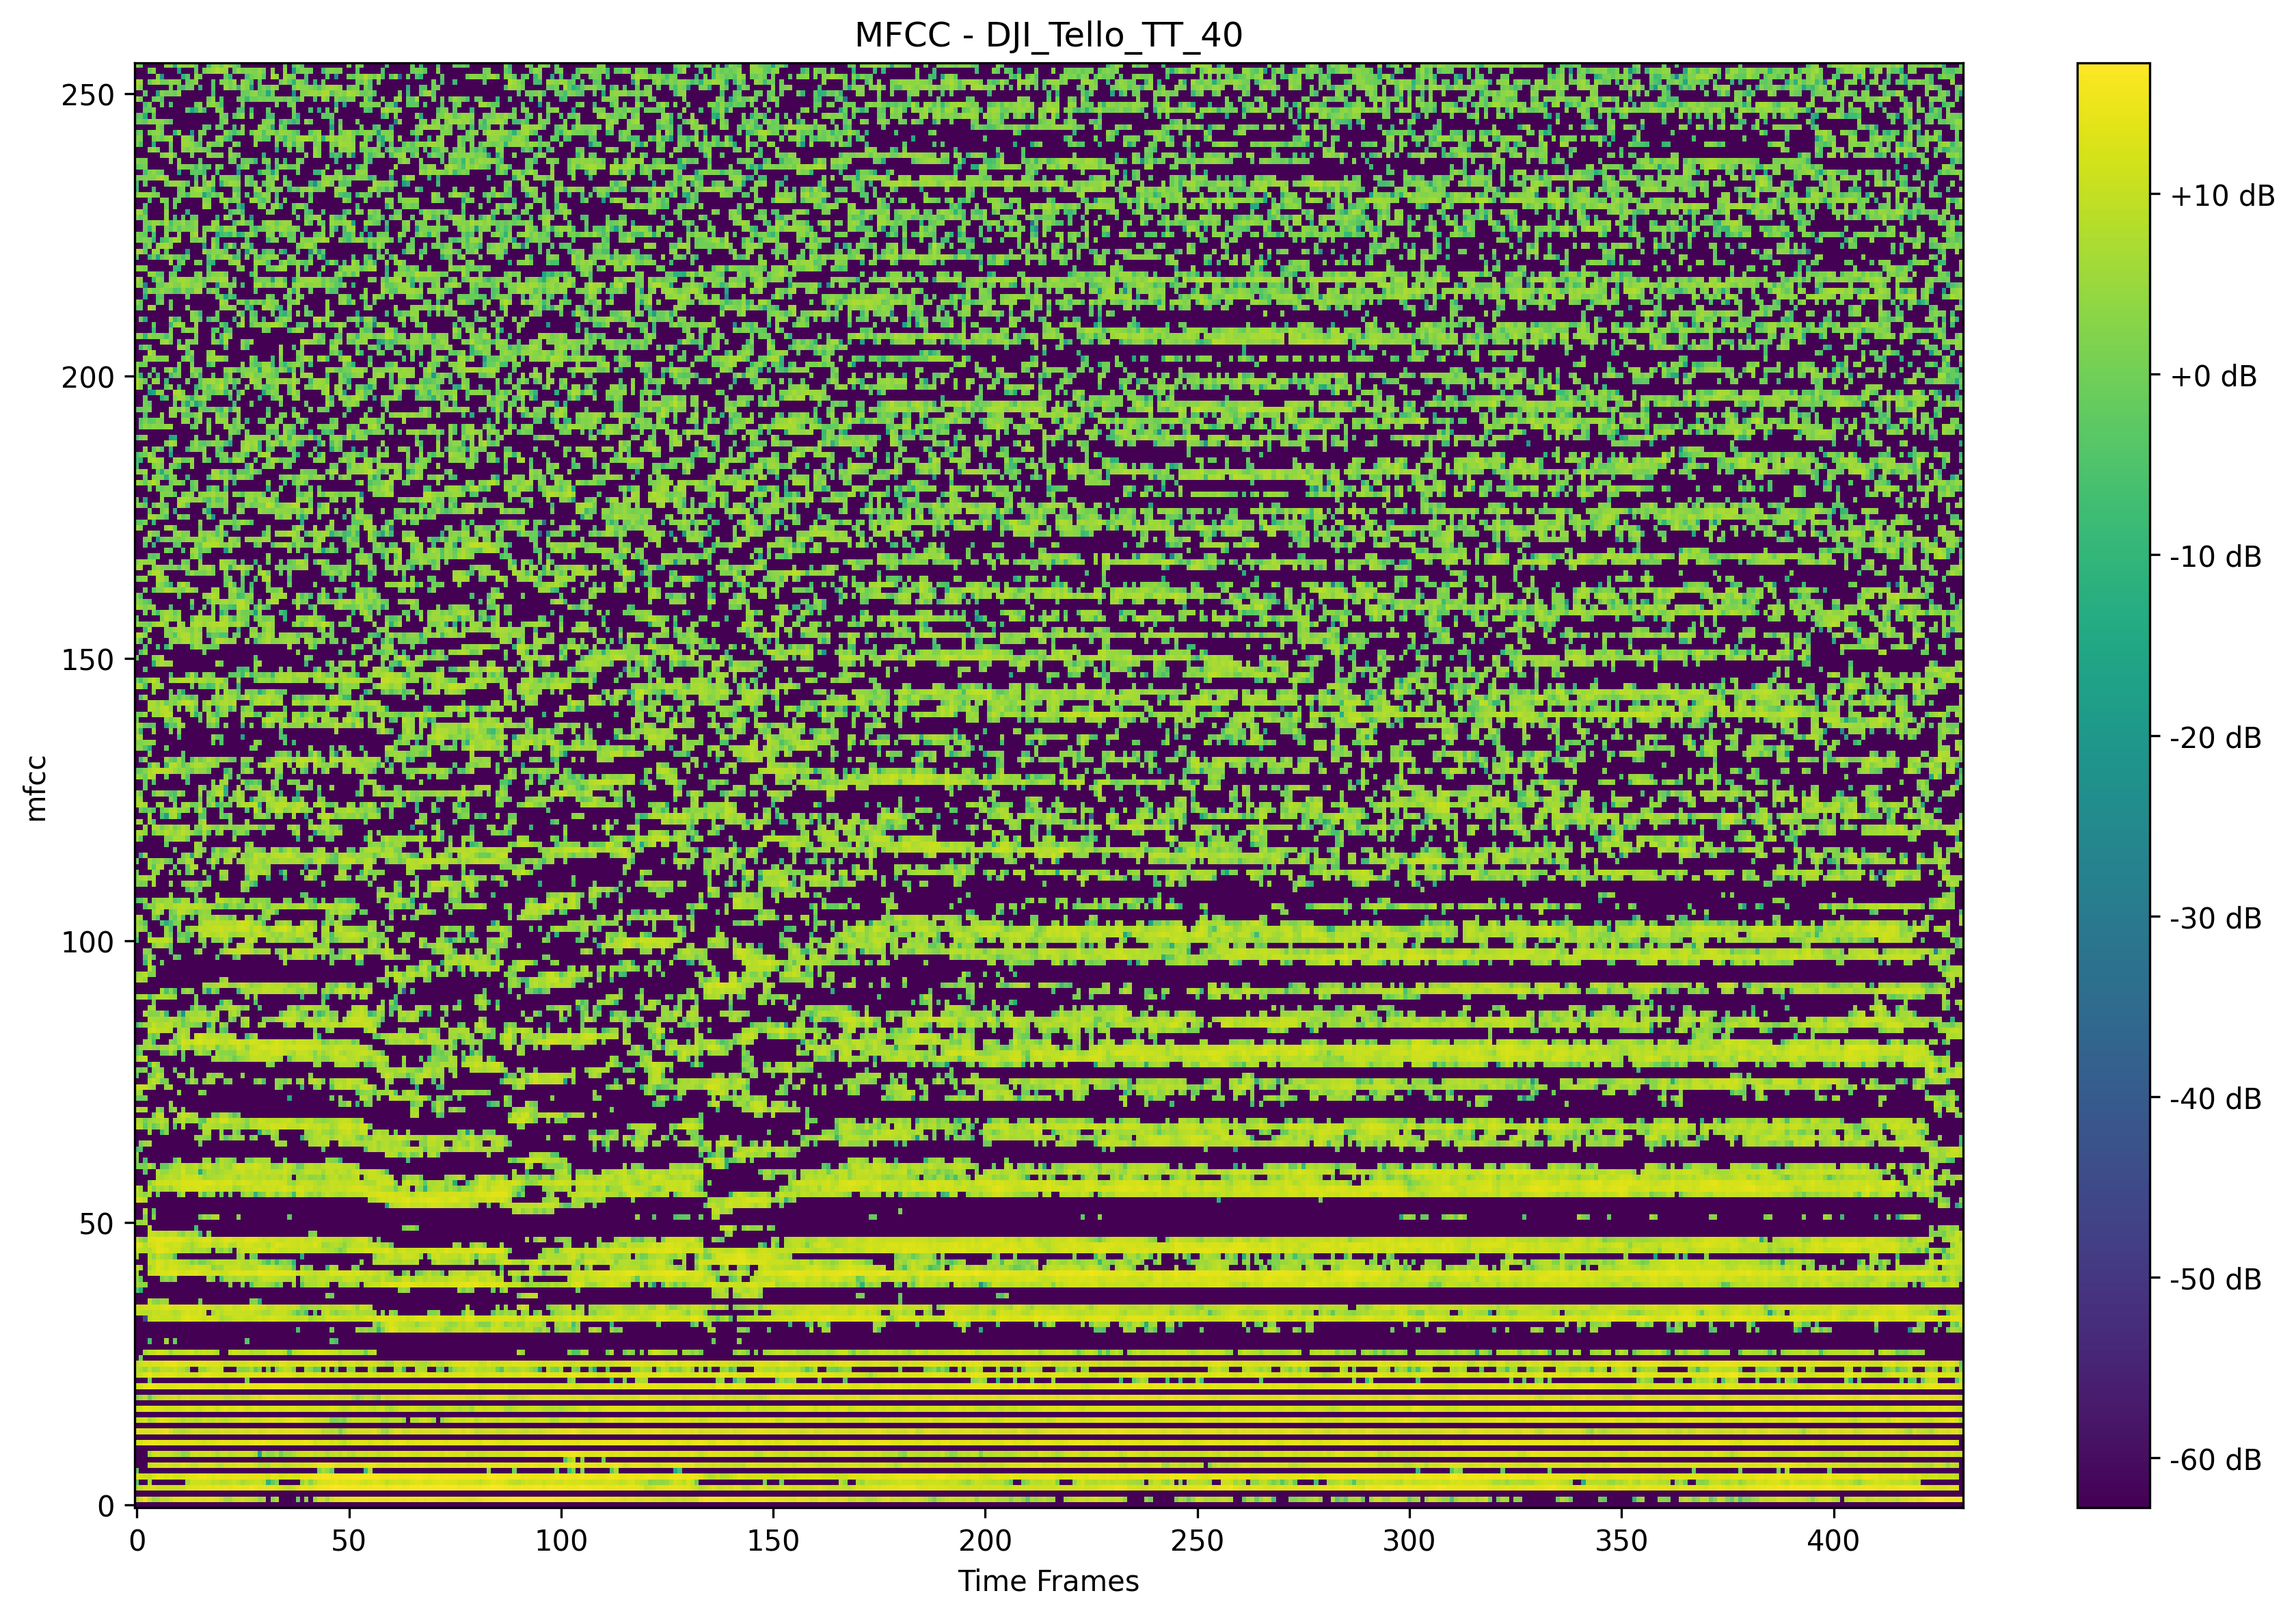 MFCC - DJI_Tello_TT_40
250
200
150
100
50
0
mfcc
0 50 100 150 200 250 300 350 400
Time Frames
+10 dB
+0 dB
-10 dB
-20 dB
-30 dB
-40 dB
-50 dB
-60 dB